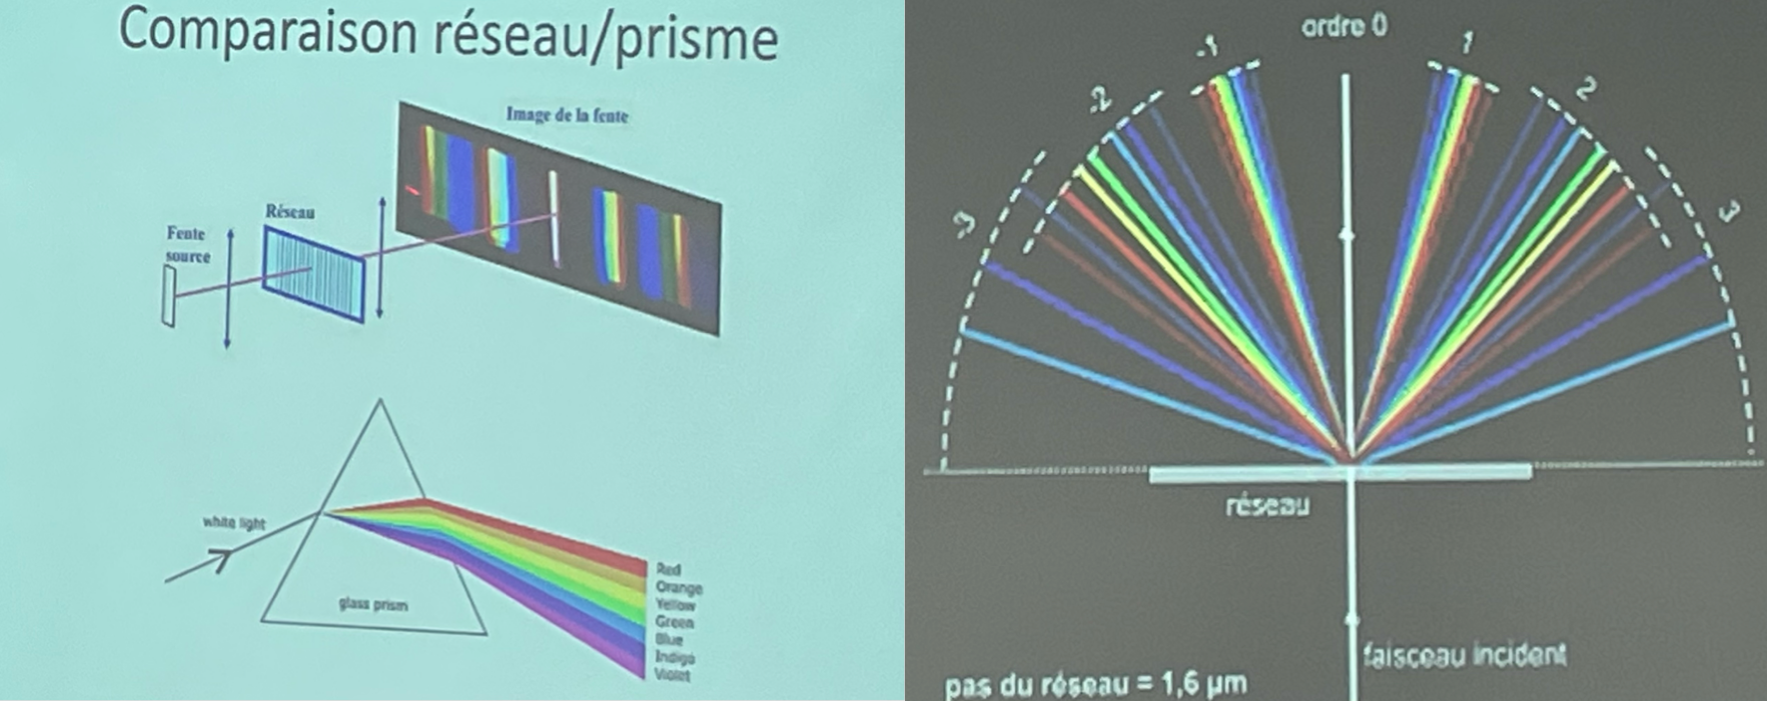 Comparaison réseau/prisme
Image de la fente
Réseau
Fente
source
white light
glass prism
Red
Orange
Yellow
Green
Blue
Indigo
Violet
ordre 0
-1
1
-2
2
-3
3
réseau
faisceau incident
pas du réseau = 1,6 µm